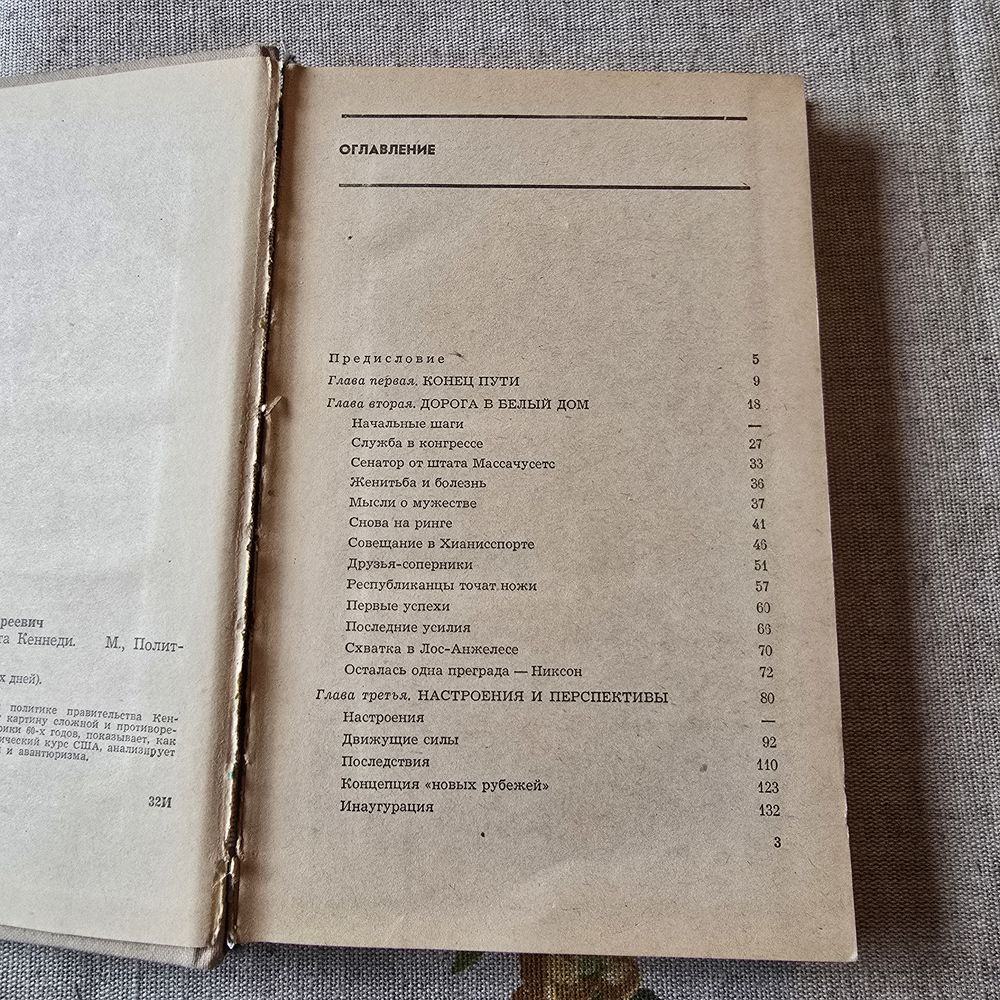 реевич
та Кеннеди. М., Полит-
х дней).
политике правительства Кен-
картину сложной и противоре-
рики 60-х годов, показывает, как
ический курс США, анализирует
и авантюризма.
32И
ОГЛАВЛЕНИЕ
Предисловие 5
Глава первая. КОНЕЦ ПУТИ 9
Глава вторая. ДОРОГА В БЕЛЫЙ ДОМ 18
Начальные шаги —
Служба в конгрессе 27
Сенатор от штата Массачусетс 33
Женитьба и болезнь 36
Мысли о мужестве 37
Снова на ринге 41
Совещание в Хианисспорте 46
Друзья-соперники 51
Республиканцы точат ножи 57
Первые успехи 60
Последние усилия 66
Схватка в Лос-Анжелесе 70
Осталась одна преграда — Никсон 72
Глава третья. НАСТРОЕНИЯ И ПЕРСПЕКТИВЫ 80
Настроения —
Движущие силы 92
Последствия 110
Концепция «новых рубежей» 123
Инаугурация 132
3